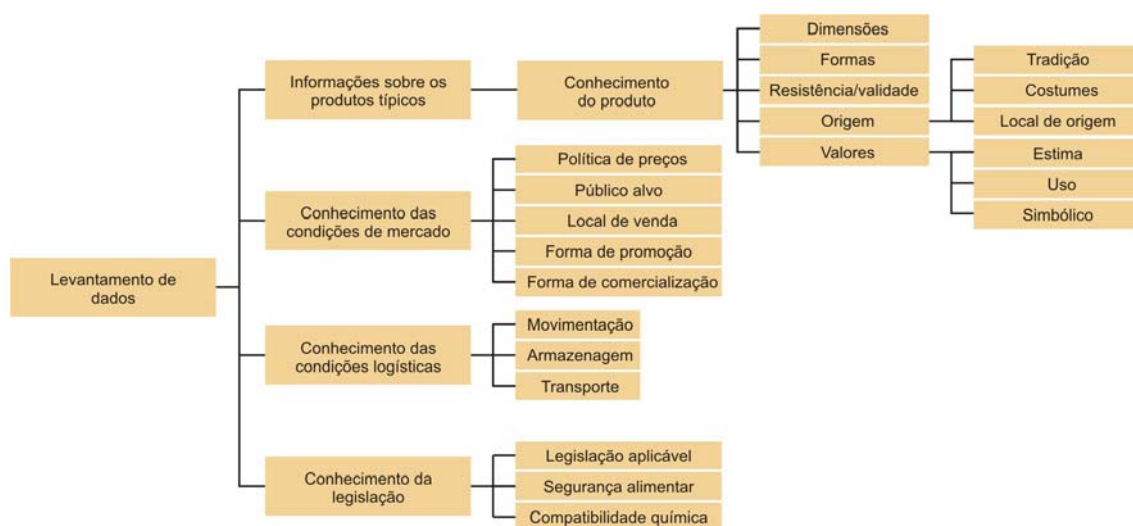 Levantamento de
dados
Informações sobre os
produtos típicos
Conhecimento
do produto
Dimensões
Formas
Resistência/validade
Origem
Valores
Tradição
Costumes
Local de origem
Estima
Uso
Simbólico
Conhecimento das
condições de mercado
Política de preços
Público alvo
Local de venda
Forma de promoção
Forma de comercialização
Conhecimento das
condições logísticas
Movimentação
Armazenagem
Transporte
Conhecimento da
legislação
Legislação aplicável
Segurança alimentar
Compatibilidade química